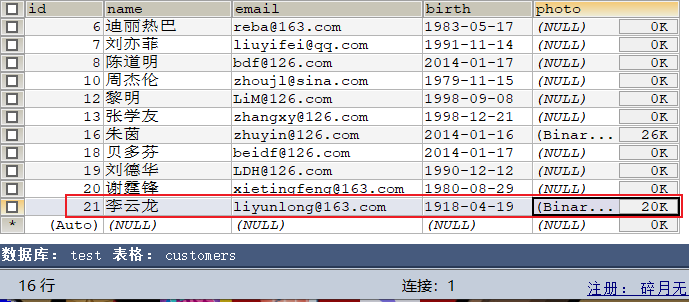 id name email birth photo
6 迪丽热巴 reba@163.com 1983-05-17 (NULL) 0K
7 刘亦菲 liuyifei@qq.com 1991-11-14 (NULL) 0K
8 陈道明 bdf@126.com 2014-01-17 (NULL) 0K
10 周杰伦 zhoujl@sina.com 1979-11-15 (NULL) 0K
12 黎明 LiM@126.com 1998-09-08 (NULL) 0K
13 张学友 zhangxy@126.com 1998-12-21 (NULL) 0K
16 朱茵 zhuyin@126.com 2014-01-16 (Binar... 26K
18 贝多芬 beidf@126.com 2014-01-17 (NULL) 0K
19 刘德华 LDH@126.com 1990-12-12 (NULL) 0K
20 谢霆锋 xietingfeng@163.com 1980-08-29 (NULL) 0K
21 李云龙 liyunlong@163.com 1918-04-19 (Binar... 20K
* (Auto) (NULL) (NULL) (NULL) (NULL) 0K
数据库: test 表格: customers
16 行 连接: 1 注册: 碎月无